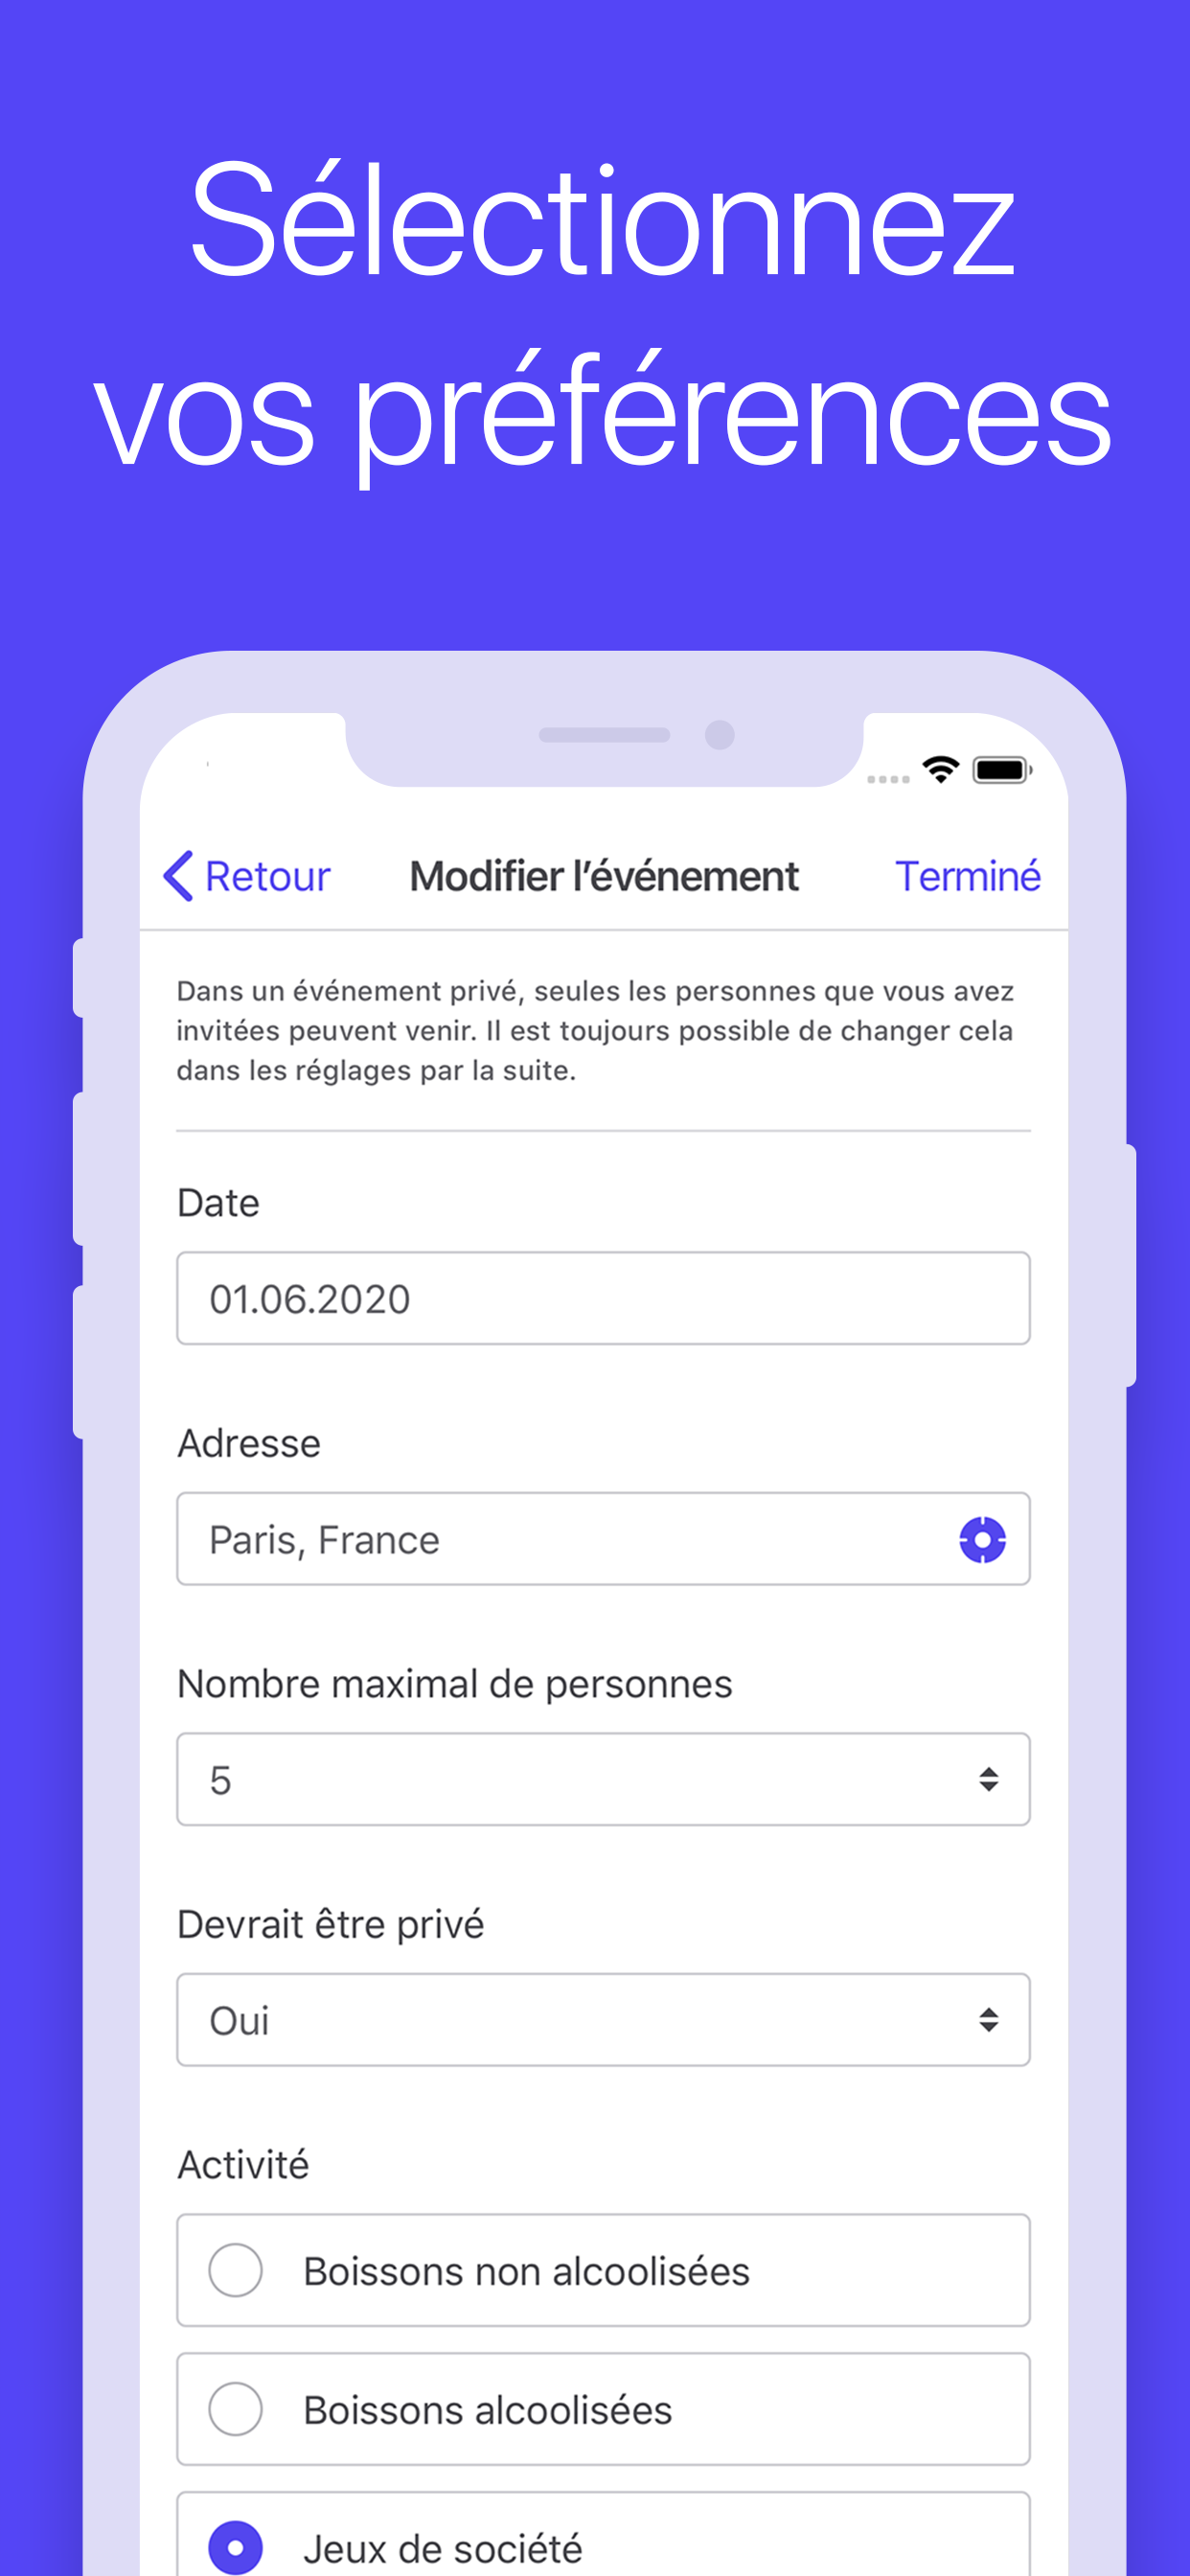 Sélectionnez
vos préférences
Retour
Modifier l’événement
Terminé
Dans un événement privé, seules les personnes que vous avez
invitées peuvent venir. Il est toujours possible de changer cela
dans les réglages par la suite.
Date
01.06.2020
Adresse
Paris, France
Nombre maximal de personnes
5
Devrait être privé
Oui
Activité
Boissons non alcoolisées
Boissons alcoolisées
Jeux de société